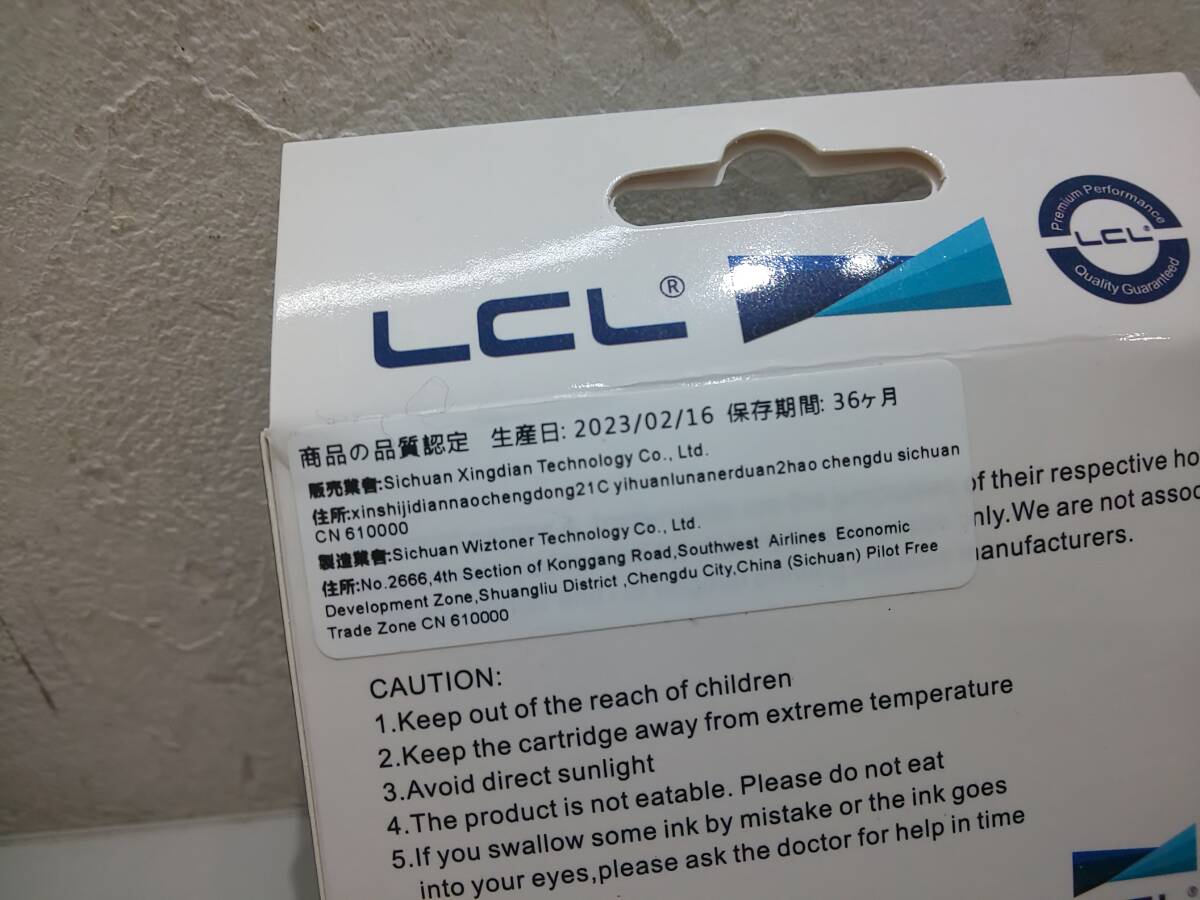 LCL®
Premium Performance
LCL®
Quality Guaranteed
商品の品質認定 生産日: 2023/02/16 保存期間: 36ヶ月
販売業者:Sichuan Xingdian Technology Co., Ltd.
住所:xinshijidiannaochengdong21C yihuanlunanerduan2hao chengdu sichuan
CN 610000
製造業者:Sichuan Wiztoner Technology Co., Ltd.
住所:No.2666,4th Section of Konggang Road,Southwest Airlines Economic
Development Zone,Shuangliu District ,Chengdu City,China (Sichuan) Pilot Free
Trade Zone CN 610000
of their respective ho
nly.We are not assoc
anufacturers.
CAUTION:
1.Keep out of the reach of children
2.Keep the cartridge away from extreme temperature
3.Avoid direct sunlight
4.The product is not eatable. Please do not eat
5.If you swallow some ink by mistake or the ink goes
into your eyes,please ask the doctor for help in time